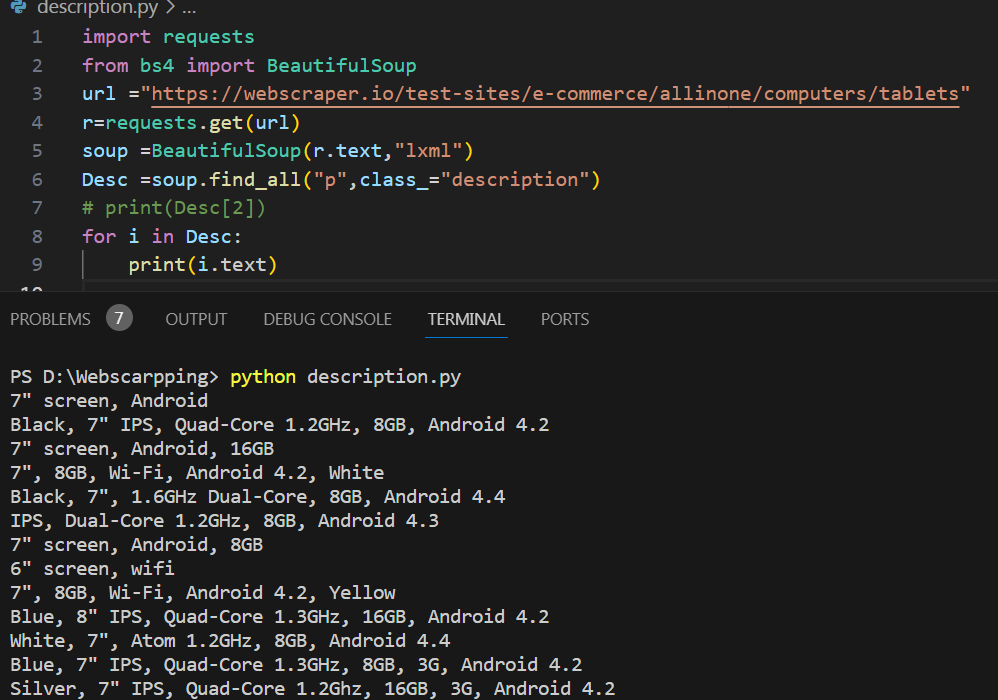 description.py > ...
1 import requests
2 from bs4 import BeautifulSoup
3 url ="https://webscraper.io/test-sites/e-commerce/allinone/computers/tablets"
4 r=requests.get(url)
5 soup =BeautifulSoup(r.text,"lxml")
6 Desc =soup.find_all("p",class_="description")
7 # print(Desc[2])
8 for i in Desc:
9     print(i.text)
10
PROBLEMS 7 OUTPUT DEBUG CONSOLE TERMINAL PORTS
PS D:\Webscarpping> python description.py
7" screen, Android
Black, 7" IPS, Quad-Core 1.2GHz, 8GB, Android 4.2
7" screen, Android, 16GB
7", 8GB, Wi-Fi, Android 4.2, White
Black, 7", 1.6GHz Dual-Core, 8GB, Android 4.4
IPS, Dual-Core 1.2GHz, 8GB, Android 4.3
7" screen, Android, 8GB
6" screen, wifi
7", 8GB, Wi-Fi, Android 4.2, Yellow
Blue, 8" IPS, Quad-Core 1.3GHz, 16GB, Android 4.2
White, 7", Atom 1.2GHz, 8GB, Android 4.4
Blue, 7" IPS, Quad-Core 1.3GHz, 8GB, 3G, Android 4.2
Silver, 7" IPS, Quad-Core 1.2Ghz, 16GB, 3G, Android 4.2